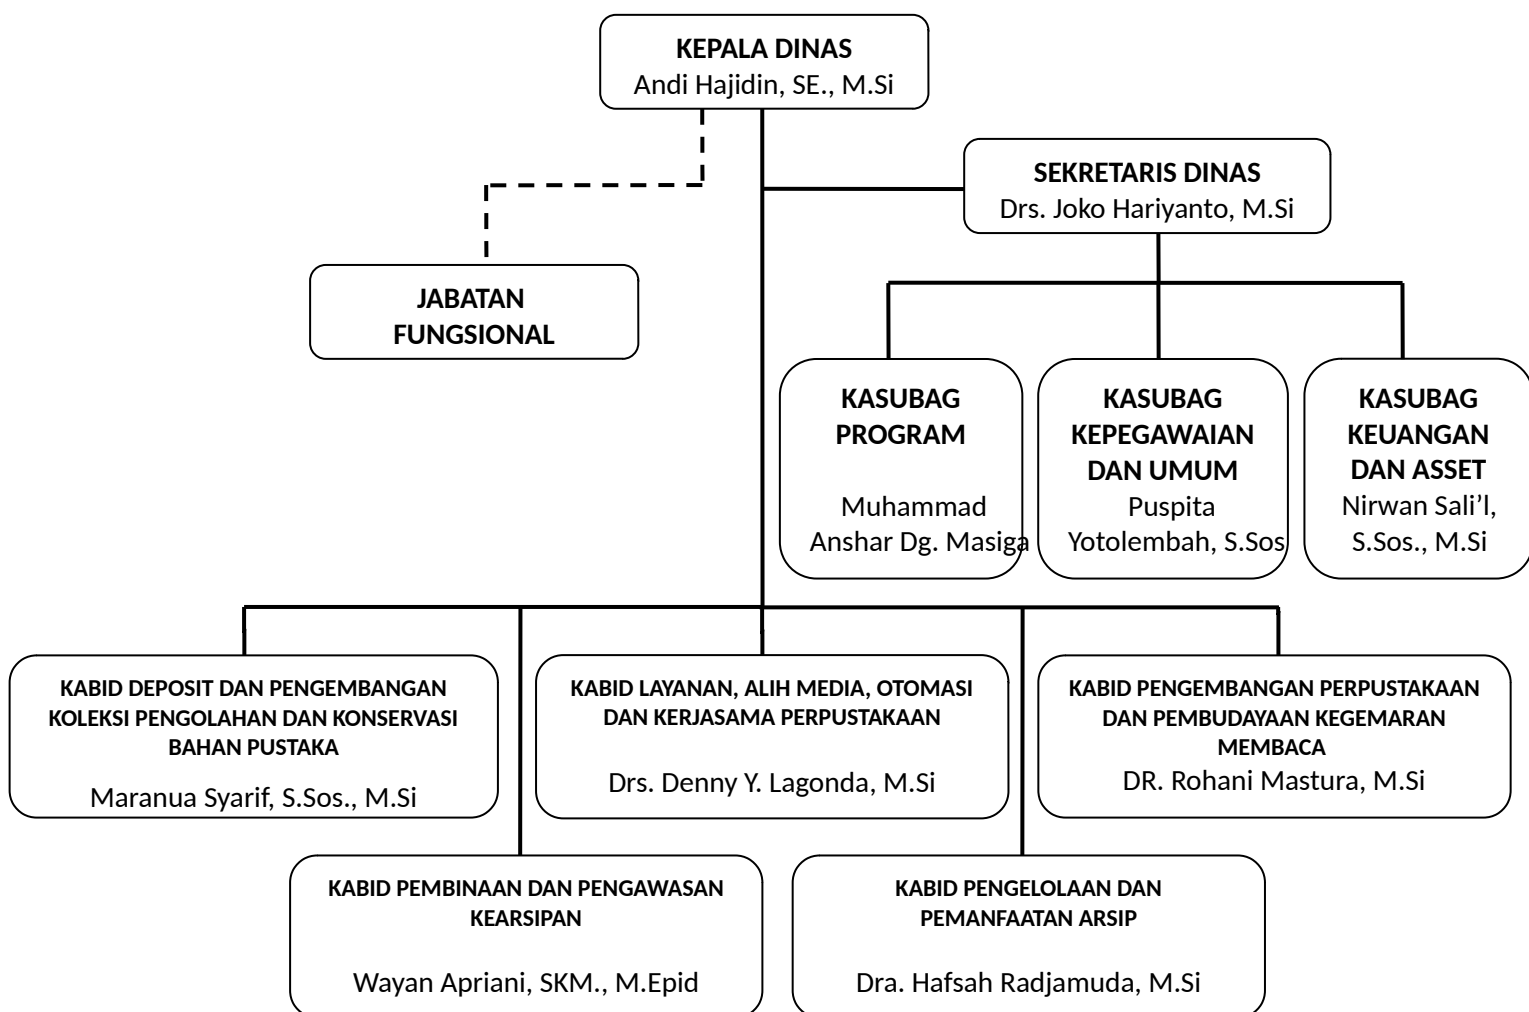 KEPALA DINAS
Andi Hajidin, SE., M.Si
SEKRETARIS DINAS
Drs. Joko Hariyanto, M.Si
JABATAN
FUNGSIONAL
KASUBAG
PROGRAM
Muhammad
Anshar Dg. Masiga
KASUBAG
KEPEGAWAIAN
DAN UMUM
Puspita
Yotolembah, S.Sos
KASUBAG
KEUANGAN
DAN ASSET
Nirwan Sali’l,
S.Sos., M.Si
KABID DEPOSIT DAN PENGEMBANGAN
KOLEKSI PENGOLAHAN DAN KONSERVASI
BAHAN PUSTAKA
Maranua Syarif, S.Sos., M.Si
KABID LAYANAN, ALIH MEDIA, OTOMASI
DAN KERJASAMA PERPUSTAKAAN
Drs. Denny Y. Lagonda, M.Si
KABID PENGEMBANGAN PERPUSTAKAAN
DAN PEMBUDAYAAN KEGEMARAN
MEMBACA
DR. Rohani Mastura, M.Si
KABID PEMBINAAN DAN PENGAWASAN
KEARSIPAN
Wayan Apriani, SKM., M.Epid
KABID PENGELOLAAN DAN
PEMANFAATAN ARSIP
Dra. Hafsah Radjamuda, M.Si